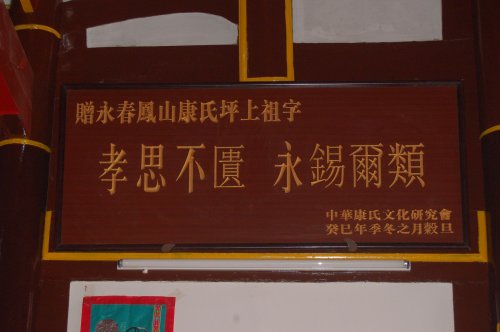 贈永春鳳山康氏坪上祖字
孝思不匱 永錫爾類
中華康氏文化研究會
癸巳年季冬之月穀旦